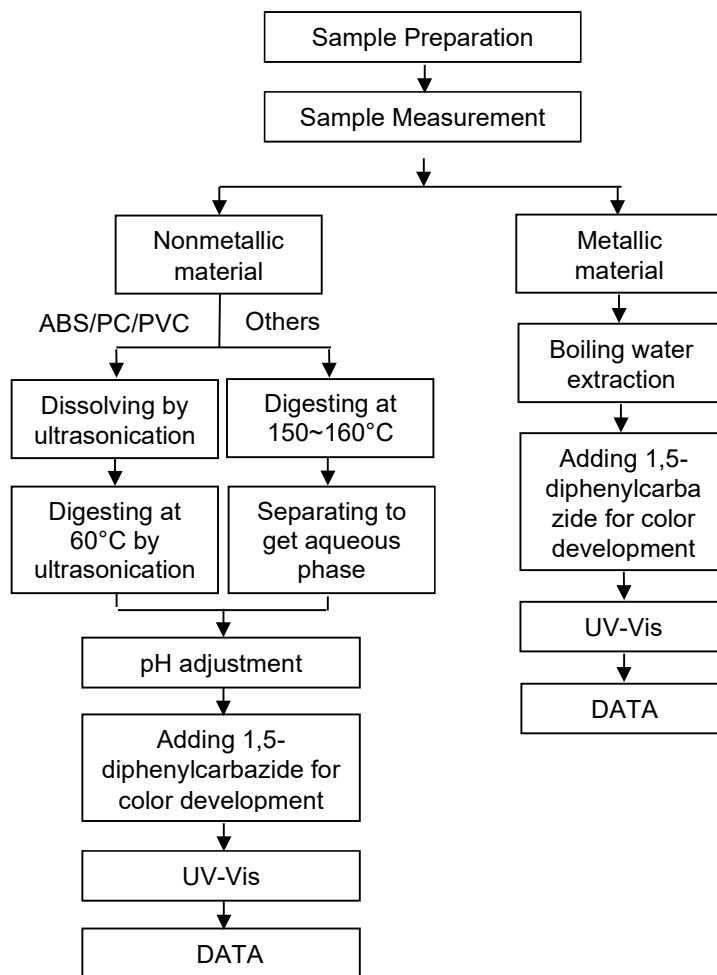 Sample Preparation
Sample Measurement
Nonmetallic
material
Metallic
material
ABS/PC/PVC
Others
Boiling water
extraction
Dissolving by
ultrasonication
Digesting at
150~160°C
Adding 1,5-
diphenylcarba
zide for color
development
Digesting at
60°C by
ultrasonication
Separating to
get aqueous
phase
UV-Vis
pH adjustment
DATA
Adding 1,5-
diphenylcarbazide for
color development
UV-Vis
DATA